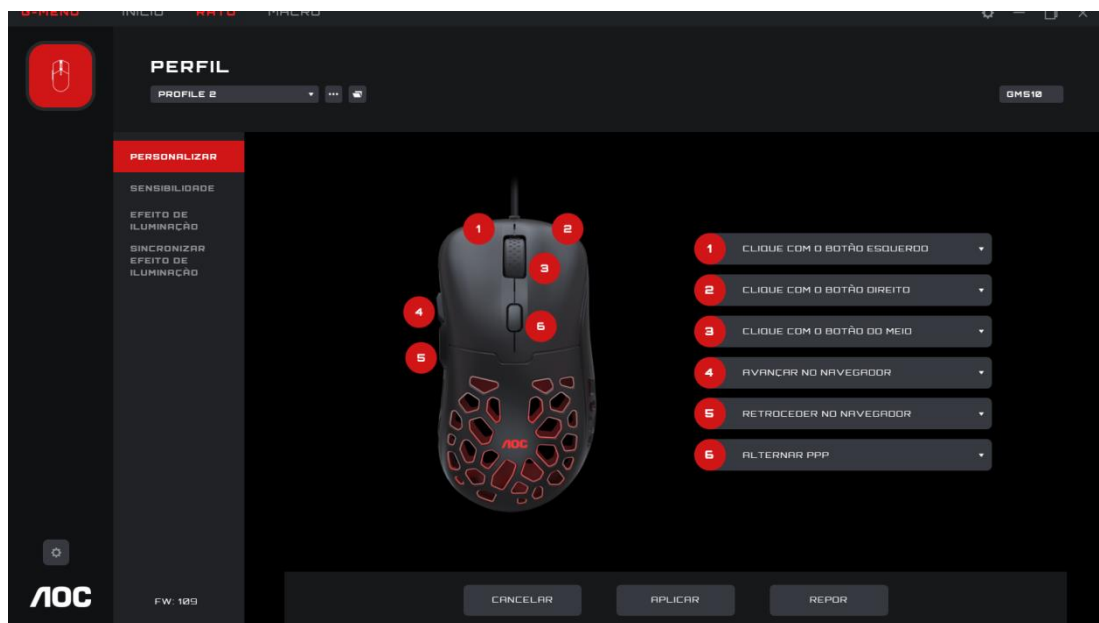 G-MENU INÍCIO RATO MACRO
PERFIL
PROFILE 2
GM510
PERSONALIZAR
SENSIBILIDADE
EFEITO DE
ILUMINAÇÃO
SINCRONIZAR
EFEITO DE
ILUMINAÇÃO
1
2
3
4
5
6
AOC
1 CLIQUE COM O BOTÃO ESQUERDO
2 CLIQUE COM O BOTÃO DIREITO
3 CLIQUE COM O BOTÃO DO MEIO
4 AVANÇAR NO NAVEGADOR
5 RETROCEDER NO NAVEGADOR
6 ALTERNAR PPP
AOC
FW: 109
CANCELAR APLICAR REPOR